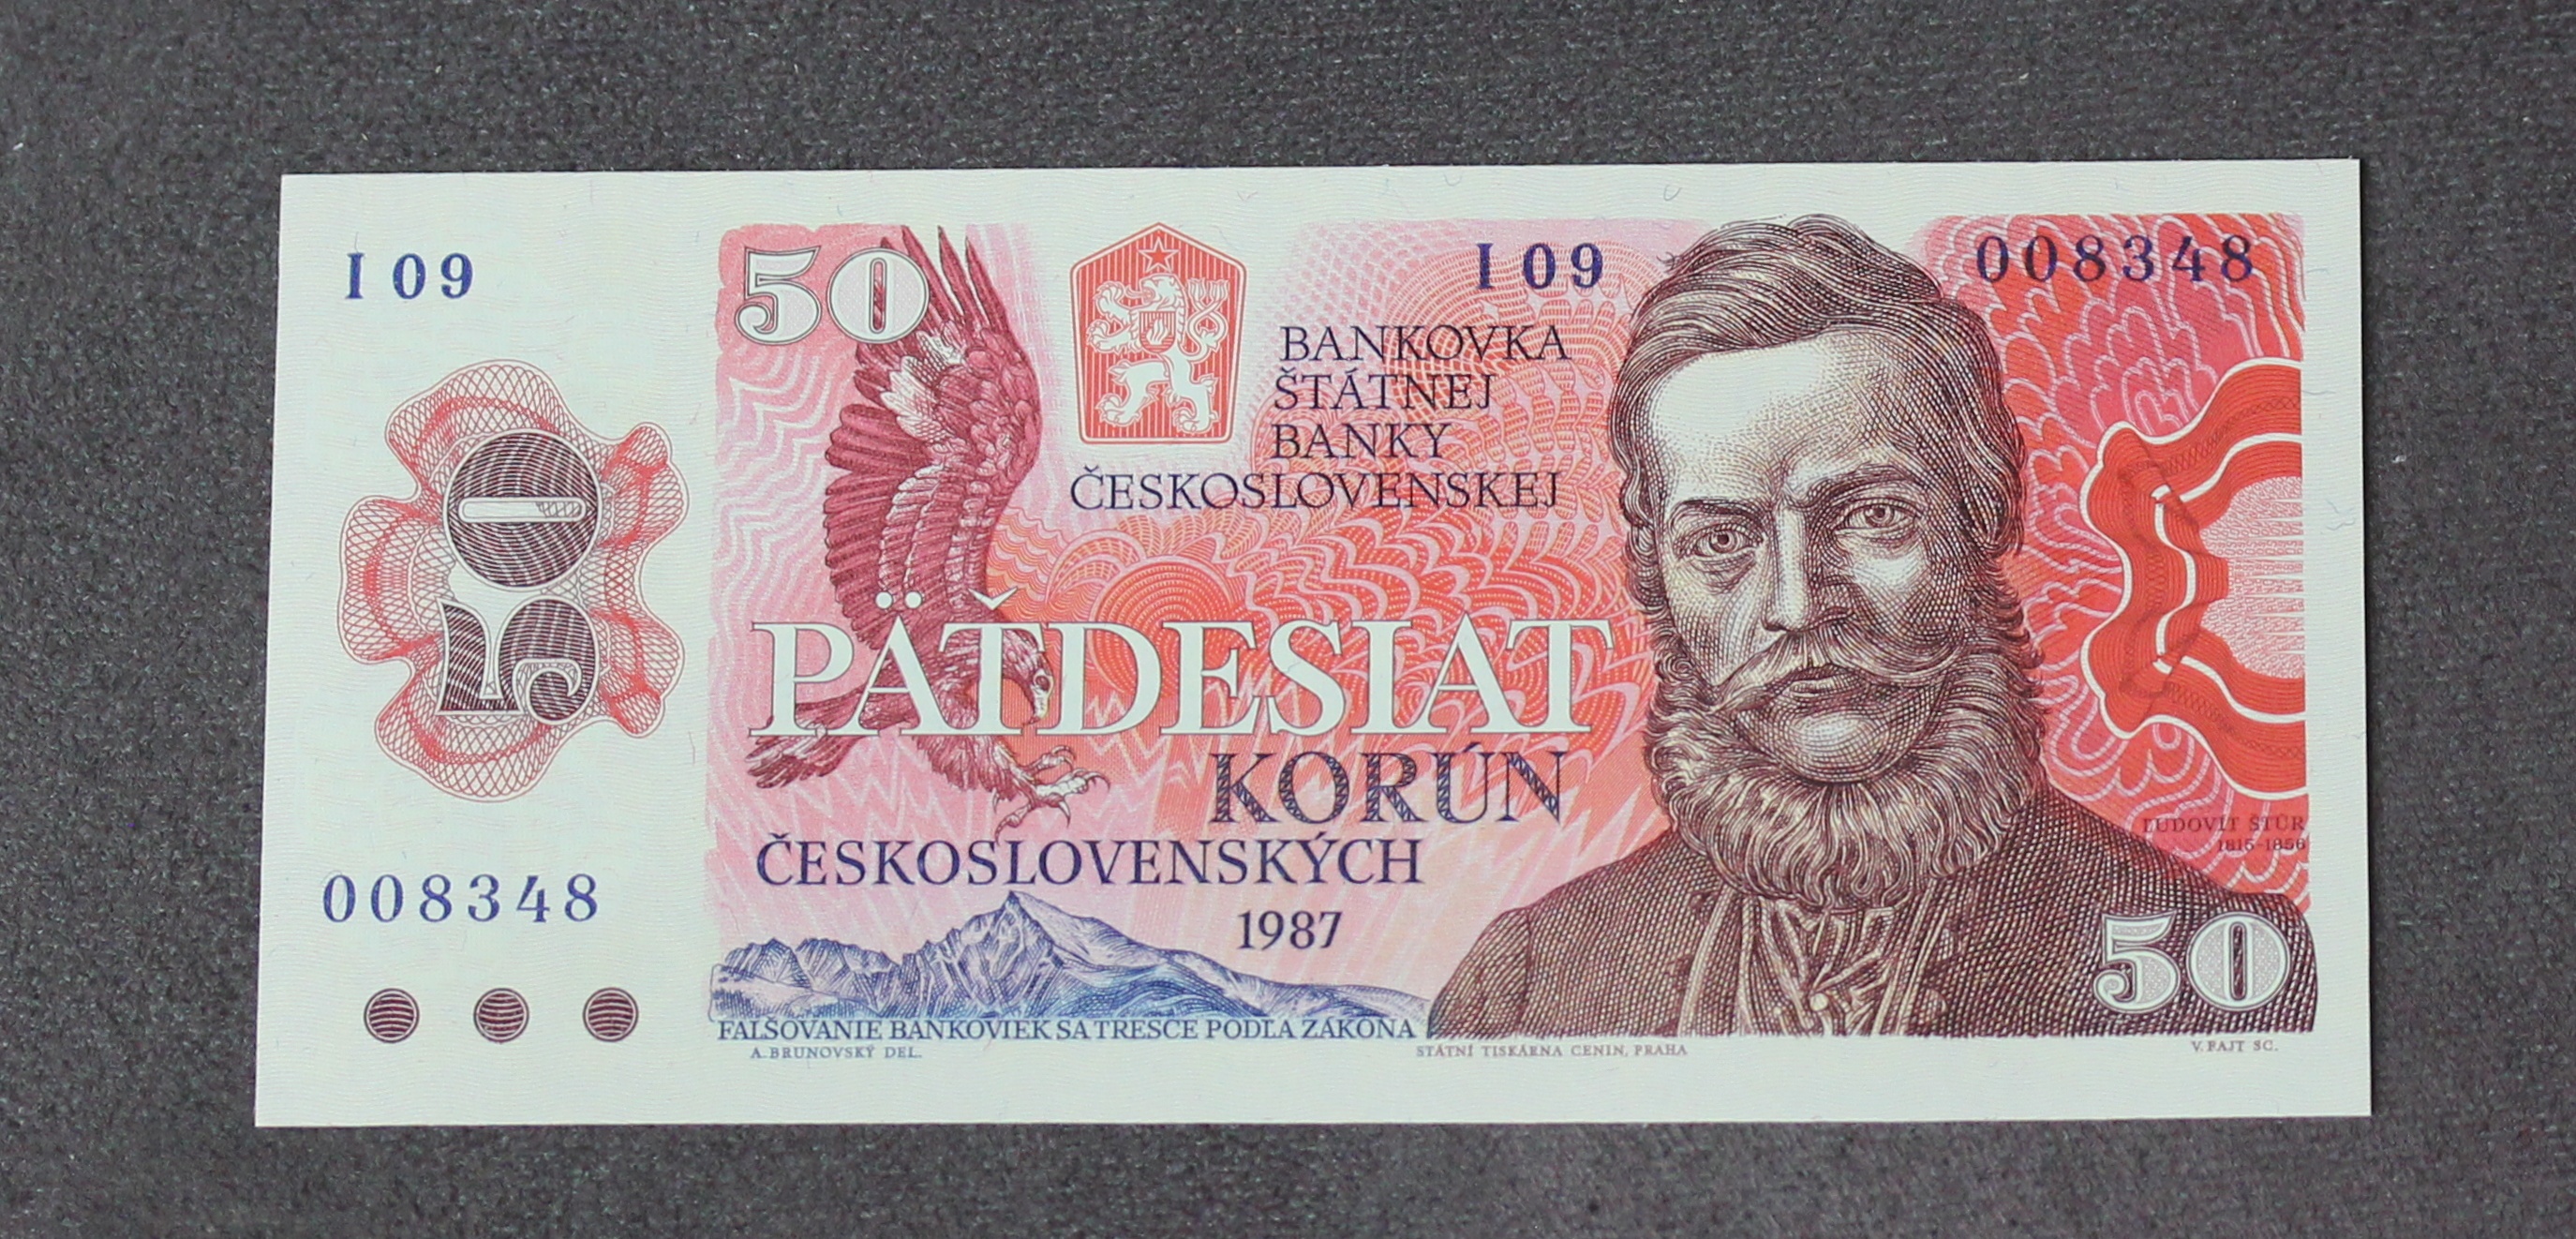 I 09
50
I 09
008348
BANKOVKA
ŠTÁTNEJ
BANKY
ČESKOSLOVENSKEJ
50
PÄŤDESIAT
KORÚN
ČESKOSLOVENSKÝCH
1987
ĽUDOVÍT ŠTÚR
1815-1856
008348
50
FALŠOVANIE BANKOVIEK SA TRESCE PODĽA ZÁKONA
A. BRUNOVSKÝ DEL.
STÁTNÍ TISKÁRNA CENIN, PRAHA
V. FAJT SC.